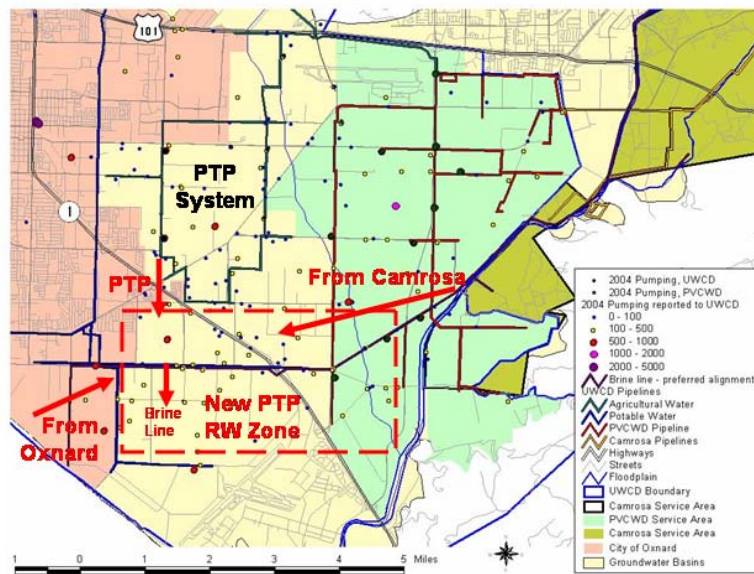 101
PTP
System
1
PTP
From Camrosa
New PTP
RW Zone
Brine
Line
From
Oxnard
2004 Pumping, UWCD
2004 Pumping, PVCWD
2004 Pumping reported to UWCD
0 - 100
100 - 500
500 - 1000
1000 - 2000
2000 - 5000
Brine line - preferred alignment
UWCD Pipelines
Agricultural Water
Potable Water
PVCWD Pipeline
Camrosa Pipelines
Highways
Streets
Floodplain
UWCD Boundary
Camrosa Service Area
PVCWD Service Area
Camrosa Service Area
City of Oxnard
Groundwater Basins
1 0 1 2 3 4 5 Miles